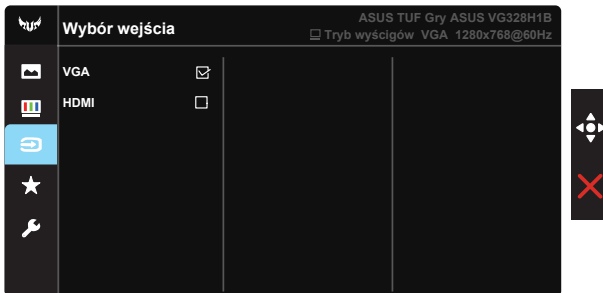 ASUS TUF Gry ASUS VG328H1B
Wybór wejścia
Tryb wyścigów VGA 1280x768@60Hz
VGA
HDMI